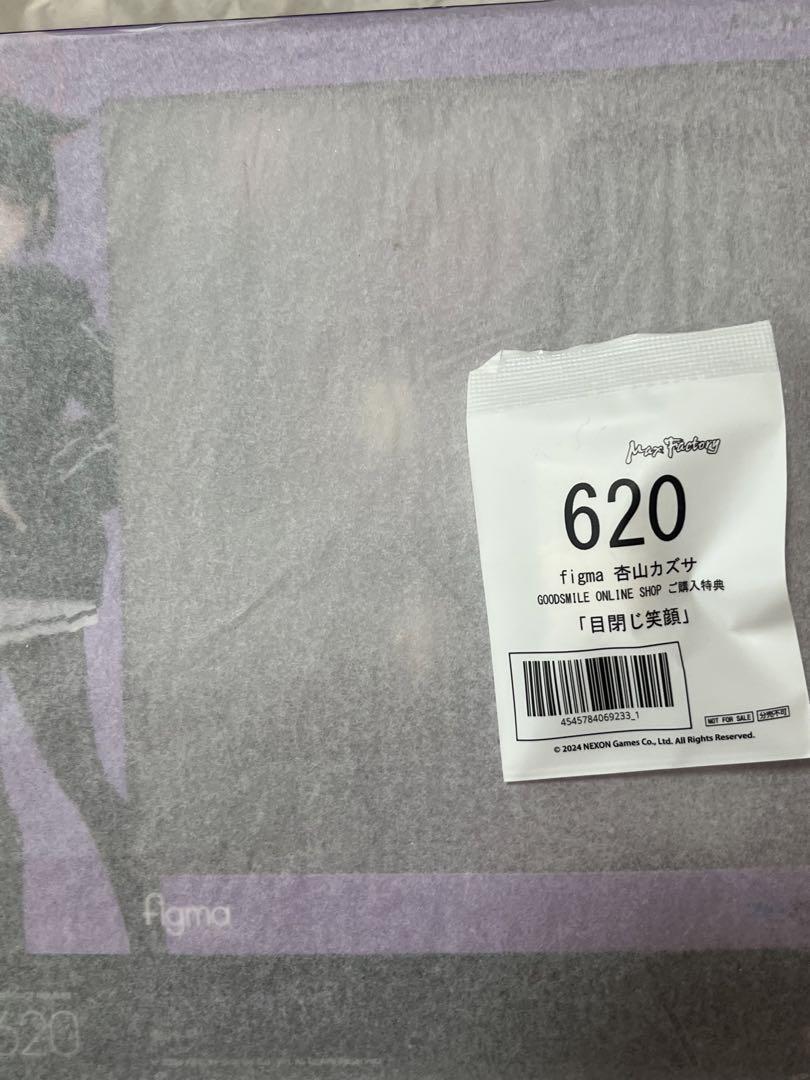 Max Factory
620
figma 杏山カズサ
GOODSMILE ONLINE SHOP ご購入特典
「目閉じ笑顔」
4545784069233_1
NOT FOR SALE 分売不可
© 2024 NEXON Games Co., Ltd. All Rights Reserved.
figma
620